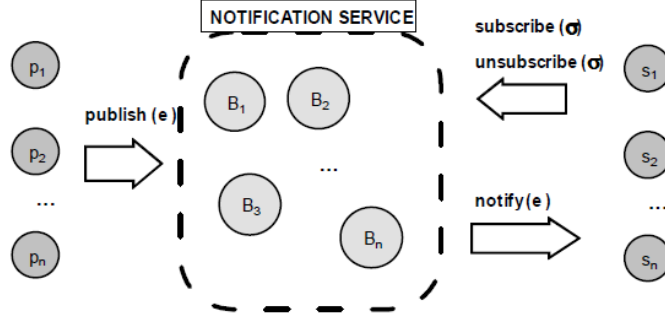 NOTIFICATION SERVICE
p1
p2
...
pn
publish (e )
B1
B2
...
B3
Bn
subscribe (σ)
unsubscribe (σ)
notify (e )
s1
s2
...
sn